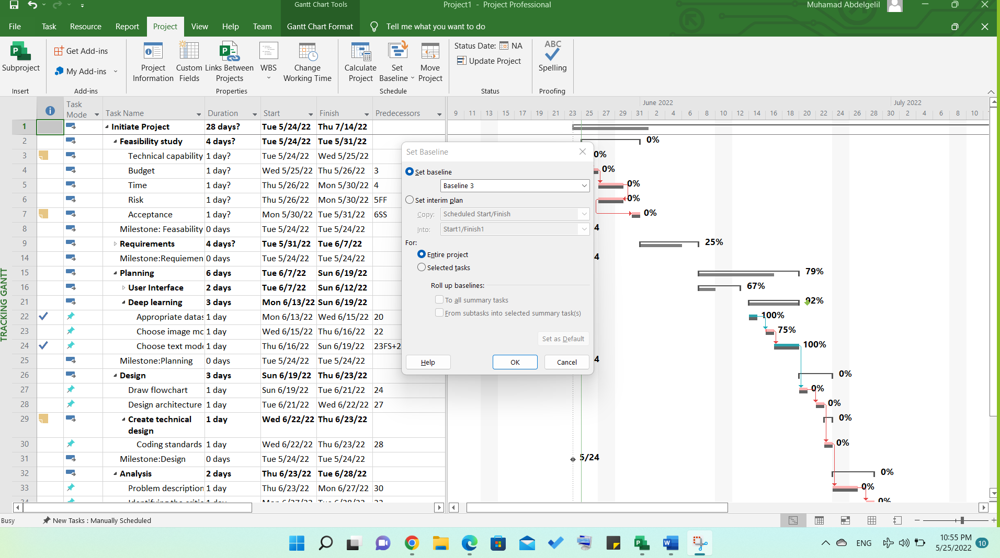 Gantt Chart Tools
Project1 - Project Professional
Muhamad Abdelgelil
File Task Resource Report Project View Help Team Gantt Chart Format Tell me what you want to do
Subproject
Insert
Get Add-ins
My Add-ins
Add-ins
Project Information
Custom Fields
Links Between Projects
WBS
Change Working Time
Properties
Calculate Project
Set Baseline
Move Project
Schedule
Status Date: NA
Update Project
Status
ABC
Spelling
Proofing
Task Mode Task Name Duration Start Finish Predecessors
June 2022 July 2022
9 11 13 15 17 19 21 23 25 27 29 31 2 4 6 8 10 12 14 16 18 20 22 24 26 28 30 2 4 6 8 10
TRACKING GANTT
1 Initiate Project 28 days? Tue 5/24/22 Thu 7/14/22
2 Feasibility study 4 days? Tue 5/24/22 Tue 5/31/22 0%
3 Technical capability 1 day? Tue 5/24/22 Wed 5/25/22 0%
4 Budget 1 day? Wed 5/25/22 Thu 5/26/22 3 0%
5 Time 1 day? Thu 5/26/22 Mon 5/30/22 4 0%
6 Risk 1 day? Thu 5/26/22 Mon 5/30/22 5FF 0%
7 Acceptance 1 day? Mon 5/30/22 Tue 5/31/22 6SS 0%
8 Milestone: Feasability 0 days Tue 5/24/22 Tue 5/24/22 4
9 Requirements 4 days? Tue 5/31/22 Tue 6/7/22 25%
14 Milestone:Requiemen 0 days Tue 5/24/22 Tue 5/24/22 4
15 Planning 6 days Tue 6/7/22 Sun 6/19/22 79%
16 User Interface 2 days Tue 6/7/22 Sun 6/12/22 67%
21 Deep learning 3 days Mon 6/13/22 Sun 6/19/22 92%
22 Appropriate datas 1 day Mon 6/13/22 Wed 6/15/22 20 100%
23 Choose image mo 1 day Wed 6/15/22 Thu 6/16/22 22 75%
24 Choose text mode 1 day Thu 6/16/22 Sun 6/19/22 23FS+2 100%
25 Milestone:Planning 0 days Tue 5/24/22 Tue 5/24/22 4
26 Design 3 days Sun 6/19/22 Thu 6/23/22 0%
27 Draw flowchart 1 day Sun 6/19/22 Tue 6/21/22 24 0%
28 Design architecture 1 day Tue 6/21/22 Wed 6/22/22 27 0%
29 Create technical design 1 day Wed 6/22/22 Thu 6/23/22 0%
30 Coding standards 1 day Wed 6/22/22 Thu 6/23/22 28 0%
31 Milestone:Design 0 days Tue 5/24/22 Tue 5/24/22 5/24
32 Analysis 2 days Thu 6/23/22 Tue 6/28/22 0%
33 Problem description 1 day Thu 6/23/22 Mon 6/27/22 30 0%
0%
Set Baseline
Set baseline
Baseline 3
Set interim plan
Copy: Scheduled Start/Finish
Into: Start1/Finish1
For:
Entire project
Selected tasks
Roll up baselines:
To all summary tasks
From subtasks into selected summary task(s)
Set as Default
Help OK Cancel
Busy New Tasks : Manually Scheduled
ENG
10:55 PM
5/25/2022
10